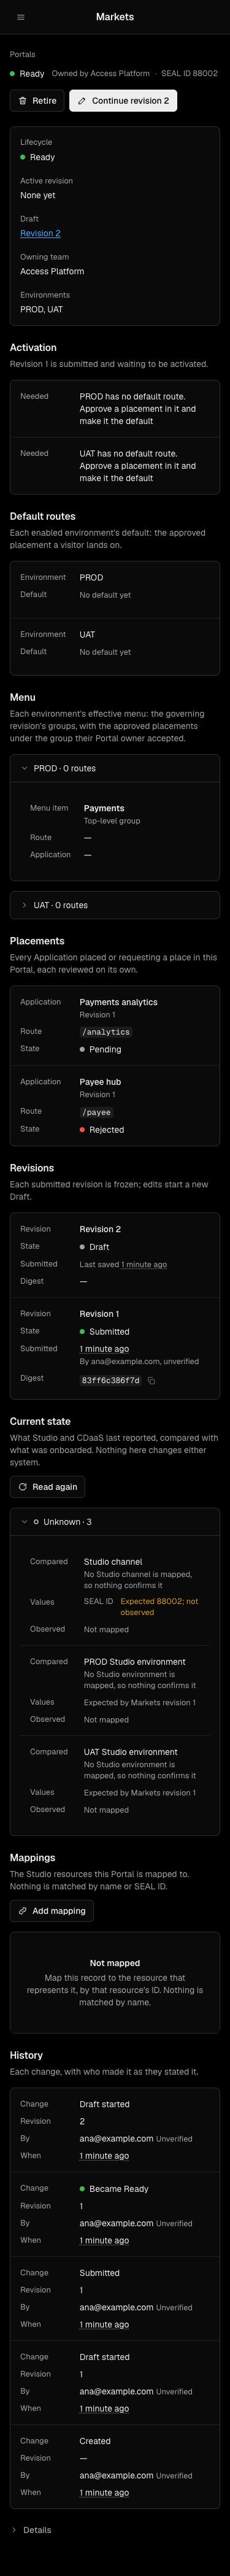 Markets
Portals
Ready Owned by Access Platform · SEAL ID 88002
Retire Continue revision 2
Lifecycle
Ready
Active revision
None yet
Draft
Revision 2
Owning team
Access Platform
Environments
PROD, UAT
Activation
Revision 1 is submitted and waiting to be activated.
Needed PROD has no default route.
Approve a placement in it and
make it the default
Needed UAT has no default route.
Approve a placement in it and
make it the default
Default routes
Each enabled environment's default: the approved
placement a visitor lands on.
Environment PROD
Default No default yet
Environment UAT
Default No default yet
Menu
Each environment's effective menu: the governing
revision's groups, with the approved placements
under the group their Portal owner accepted.
PROD · 0 routes
Menu item Payments
Top-level group
Route —
Application —
UAT · 0 routes
Placements
Every Application placed or requesting a place in this
Portal, each reviewed on its own.
Application Payments analytics
Revision 1
Route /analytics
State Pending
Application Payee hub
Revision 1
Route /payee
State Rejected
Revisions
Each submitted revision is frozen; edits start a new
Draft.
Revision Revision 2
State Draft
Submitted Last saved 1 minute ago
Digest —
Revision Revision 1
State Submitted
Submitted 1 minute ago
By ana@example.com, unverified
Digest 83ff6c386f7d
Current state
What Studio and CDaaS last reported, compared with
what was onboarded. Nothing here changes either
system.
Read again
Unknown · 3
Compared Studio channel
No Studio channel is mapped,
so nothing confirms it
Values SEAL ID Expected 88002; not
observed
Observed Not mapped
Compared PROD Studio environment
No Studio environment is
mapped, so nothing confirms it
Values Expected by Markets revision 1
Observed Not mapped
Compared UAT Studio environment
No Studio environment is
mapped, so nothing confirms it
Values Expected by Markets revision 1
Observed Not mapped
Mappings
The Studio resources this Portal is mapped to.
Nothing is matched by name or SEAL ID.
Add mapping
Not mapped
Map this record to the resource that
represents it, by that resource's ID. Nothing is
matched by name.
History
Each change, with who made it as they stated it.
Change Draft started
Revision 2
By ana@example.com Unverified
When 1 minute ago
Change Became Ready
Revision 1
By ana@example.com Unverified
When 1 minute ago
Change Submitted
Revision 1
By ana@example.com Unverified
When 1 minute ago
Change Draft started
Revision 1
By ana@example.com Unverified
When 1 minute ago
Change Created
Revision —
By ana@example.com Unverified
When 1 minute ago
Details